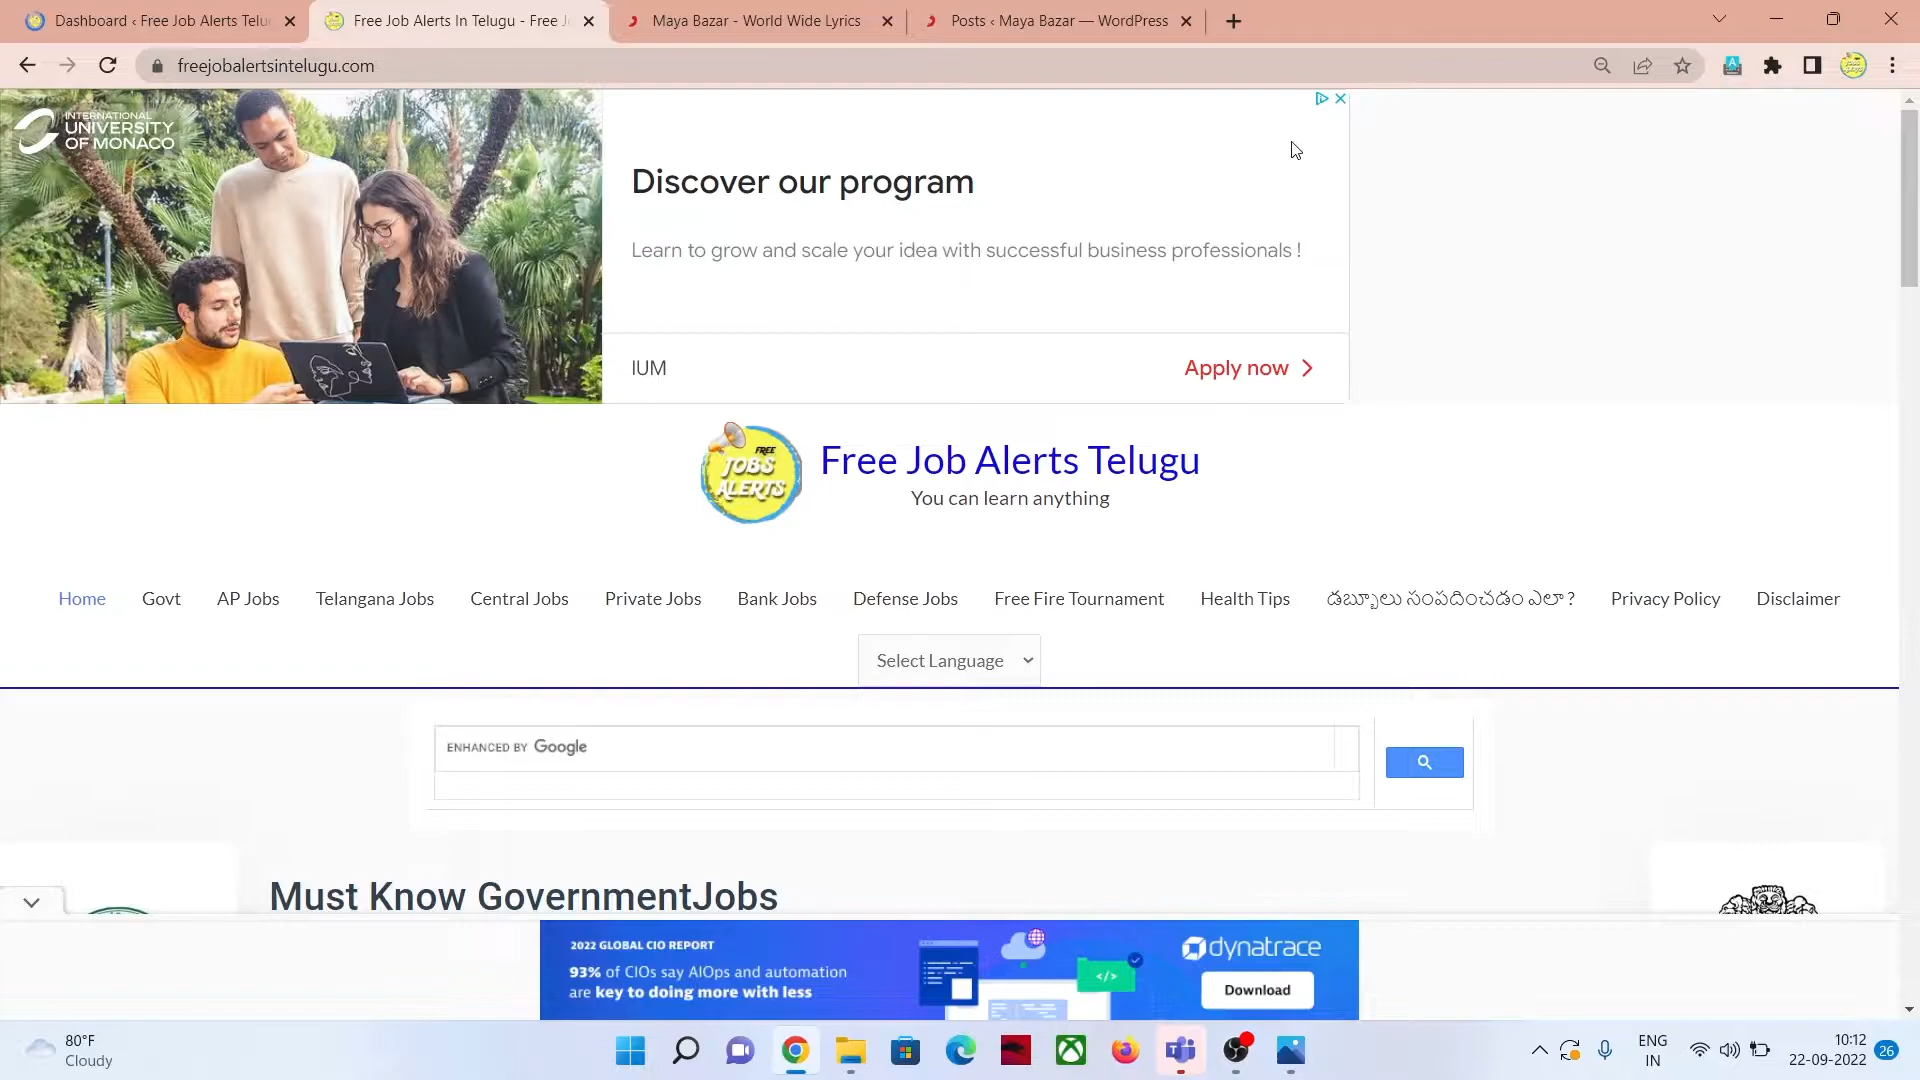 Dashboard ‹ Free Job Alerts Telu
Free Job Alerts In Telugu - Free J
Maya Bazar - World Wide Lyrics
Posts ‹ Maya Bazar — WordPress
freejobalertsintelugu.com
INTERNATIONAL
UNIVERSITY
OF MONACO
Discover our program
Learn to grow and scale your idea with successful business professionals !
IUM
Apply now
FREE
JOBS
ALERTS
Free Job Alerts Telugu
You can learn anything
Home Govt AP Jobs Telangana Jobs Central Jobs Private Jobs Bank Jobs Defense Jobs Free Fire Tournament Health Tips డబ్బులు సంపదించడం ఎలా ? Privacy Policy Disclaimer
Select Language
ENHANCED BY Google
Must Know GovernmentJobs
2022 GLOBAL CIO REPORT
93% of CIOs say AIOps and automation
are key to doing more with less
</>
dynatrace
Download
80°F
Cloudy
ENG
IN
10:12
22-09-2022
26